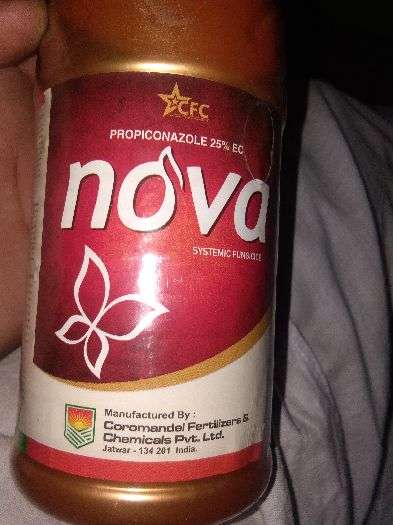 CFC
PROPICONAZOLE 25% EC
nova
SYSTEMIC FUNGICIDE
Manufactured By :
Coromandel Fertilizers &
Chemicals Pvt. Ltd.
Jatwar - 134 201 India.